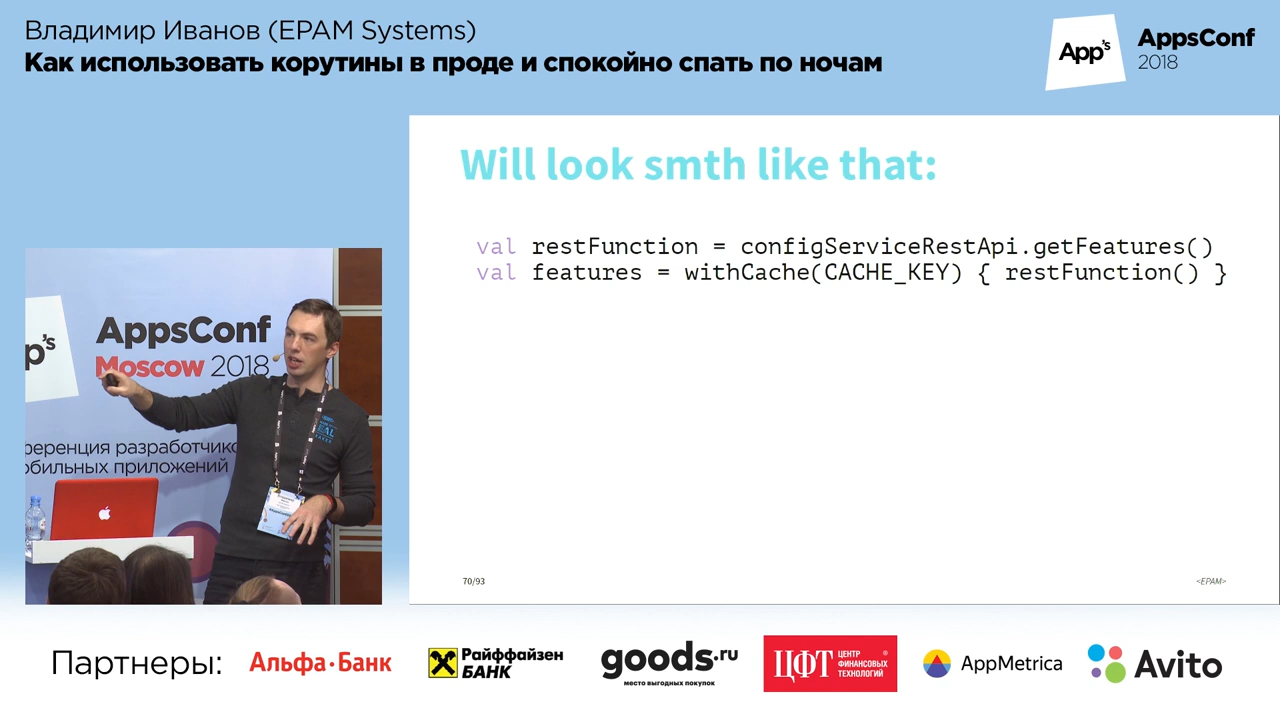 Владимир Иванов (EPAM Systems)
Как использовать корутины в проде и спокойно спать по ночам
App's
AppsConf
2018
Will look smth like that:
val restFunction = configServiceRestApi.getFeatures()
val features = withCache(CACHE_KEY) { restFunction() }
70/93
<EPAM>
p's
AppsConf
Moscow 2018
еренция разработчико
обильных приложений
Партнеры:
Альфа·Банк
Райффайзен
БАНК
goods.ru
место выгодных покупок
ЦФТ
ЦЕНТР
ФИНАНСОВЫХ
ТЕХНОЛОГИЙ
®
AppMetrica
Avito